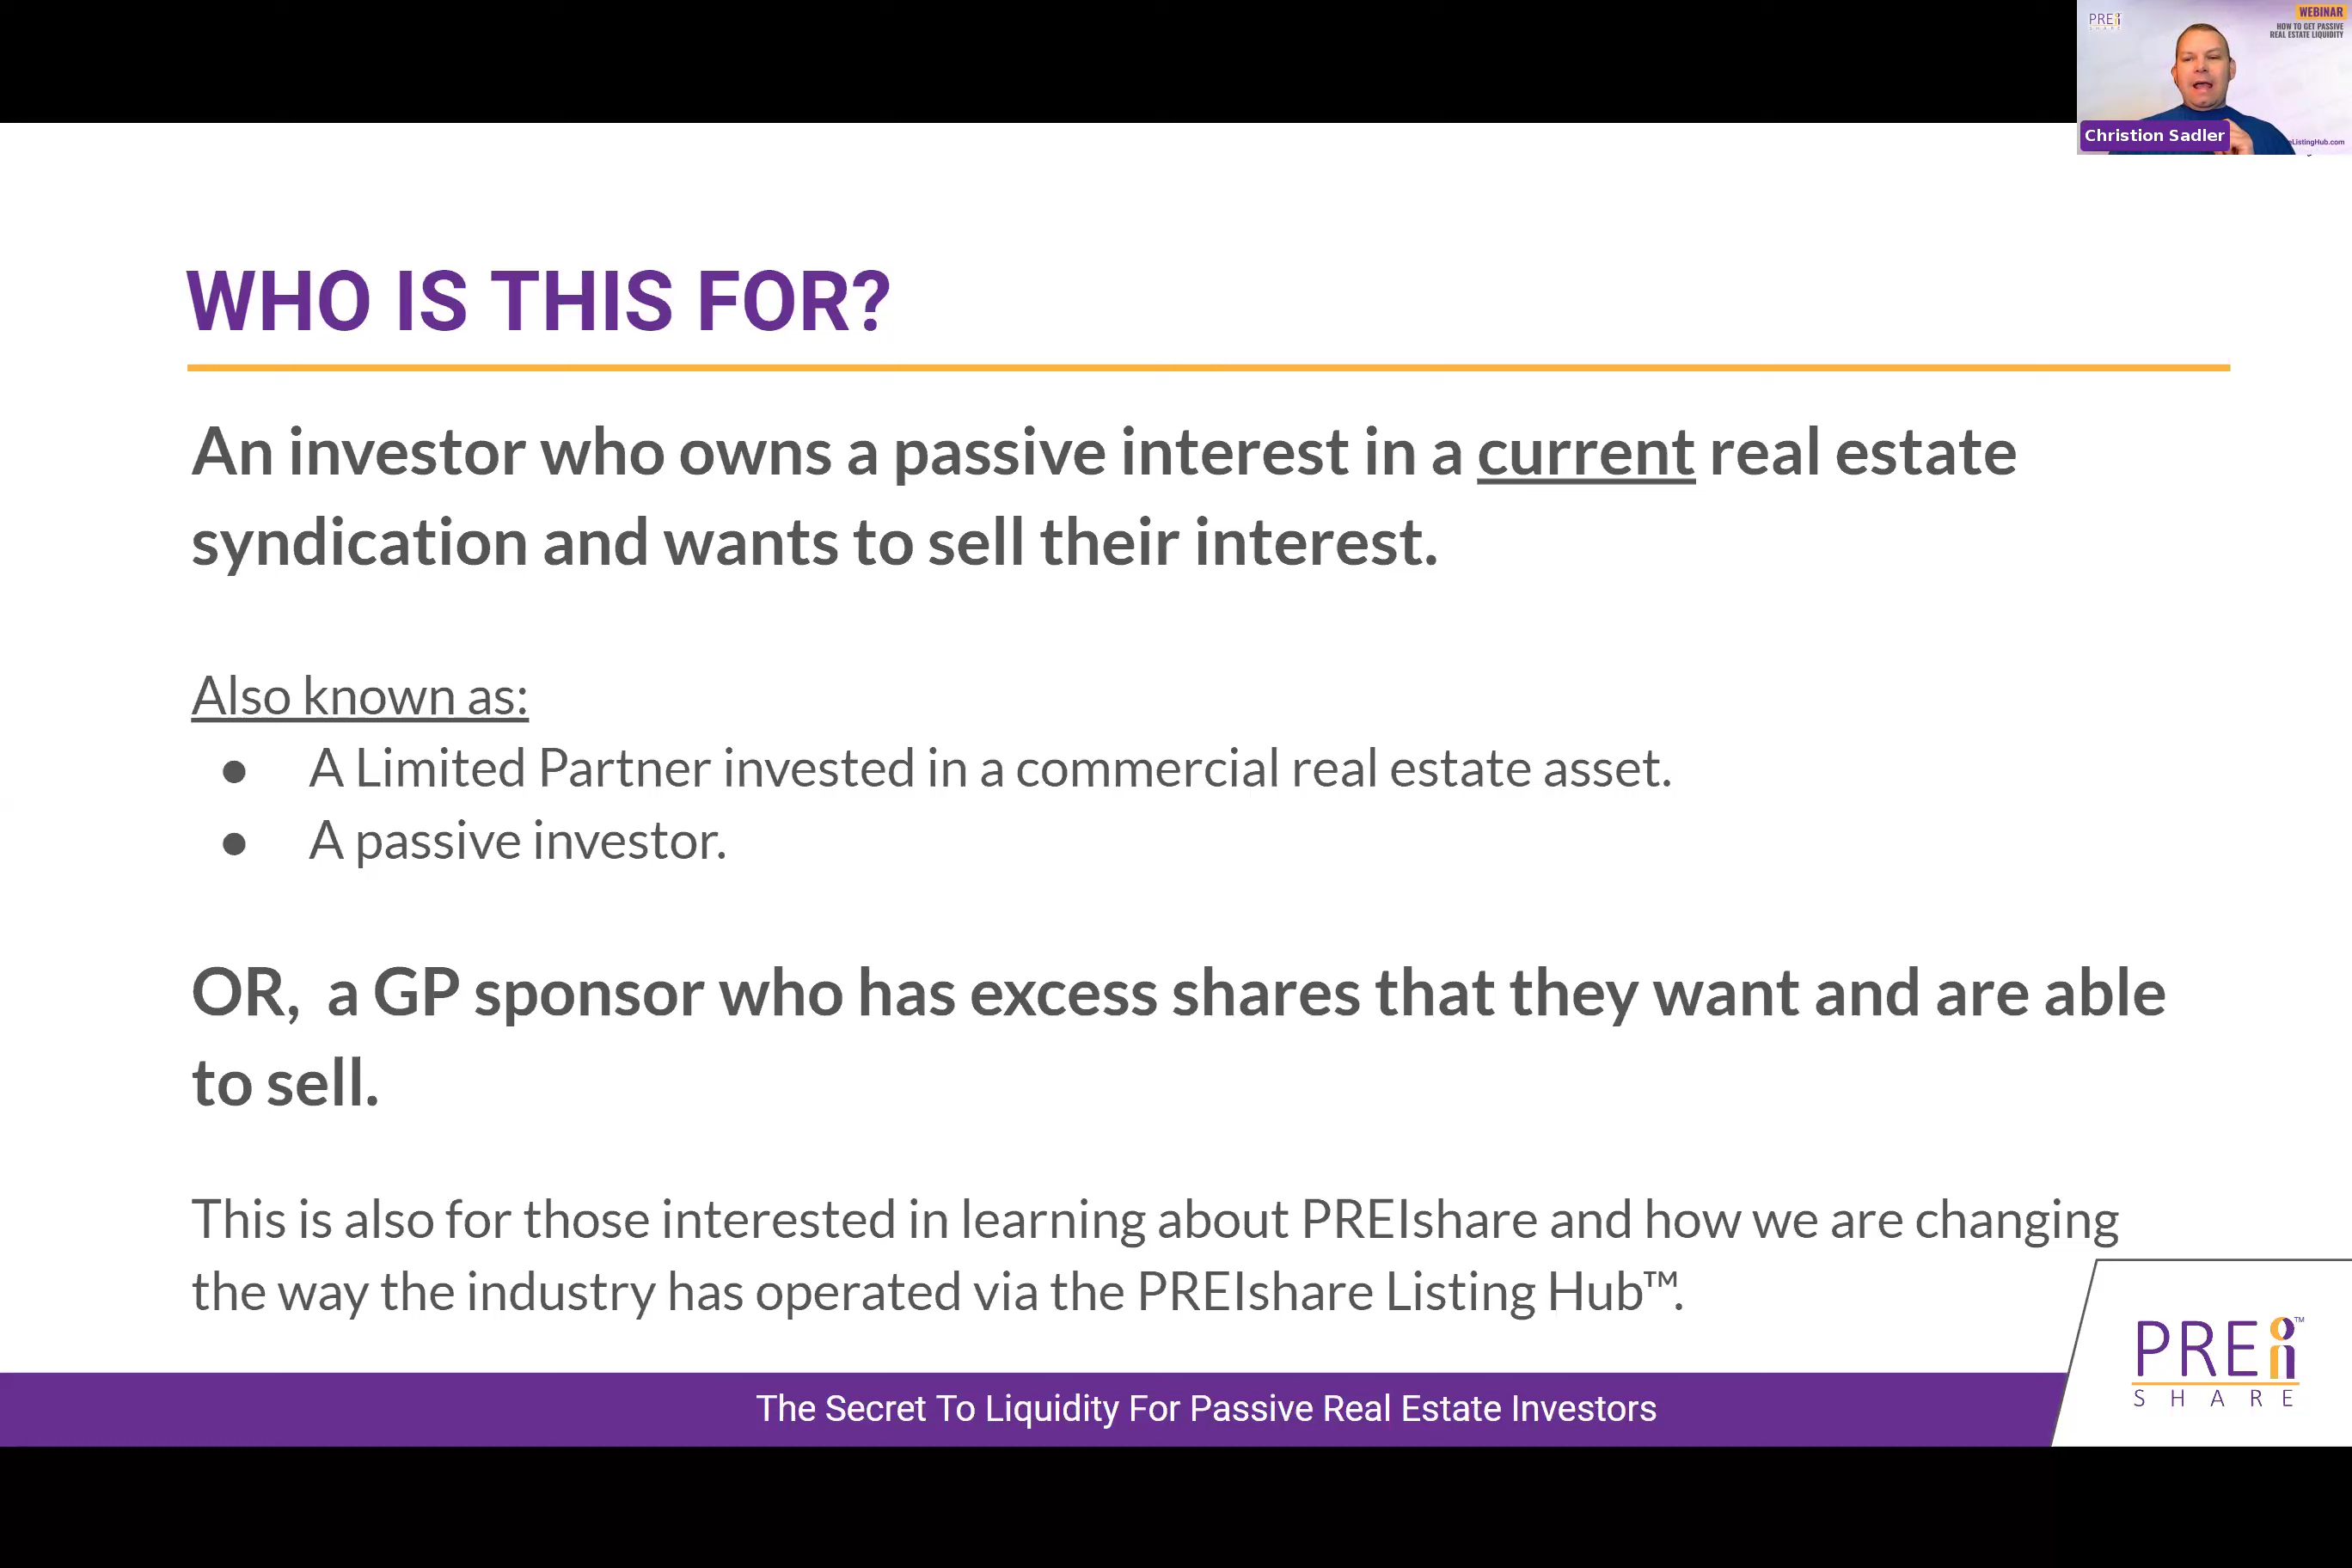 PREi
SHARE
WEBINAR
HOW TO GET PASSIVE
REAL ESTATE LIQUIDITY
Christion Sadler
eListingHub.com
WHO IS THIS FOR?
An investor who owns a passive interest in a current real estate
syndication and wants to sell their interest.
Also known as:
● A Limited Partner invested in a commercial real estate asset.
● A passive investor.
OR, a GP sponsor who has excess shares that they want and are able
to sell.
This is also for those interested in learning about PREIshare and how we are changing
the way the industry has operated via the PREIshare Listing Hub™.
The Secret To Liquidity For Passive Real Estate Investors
PREi™
SHARE